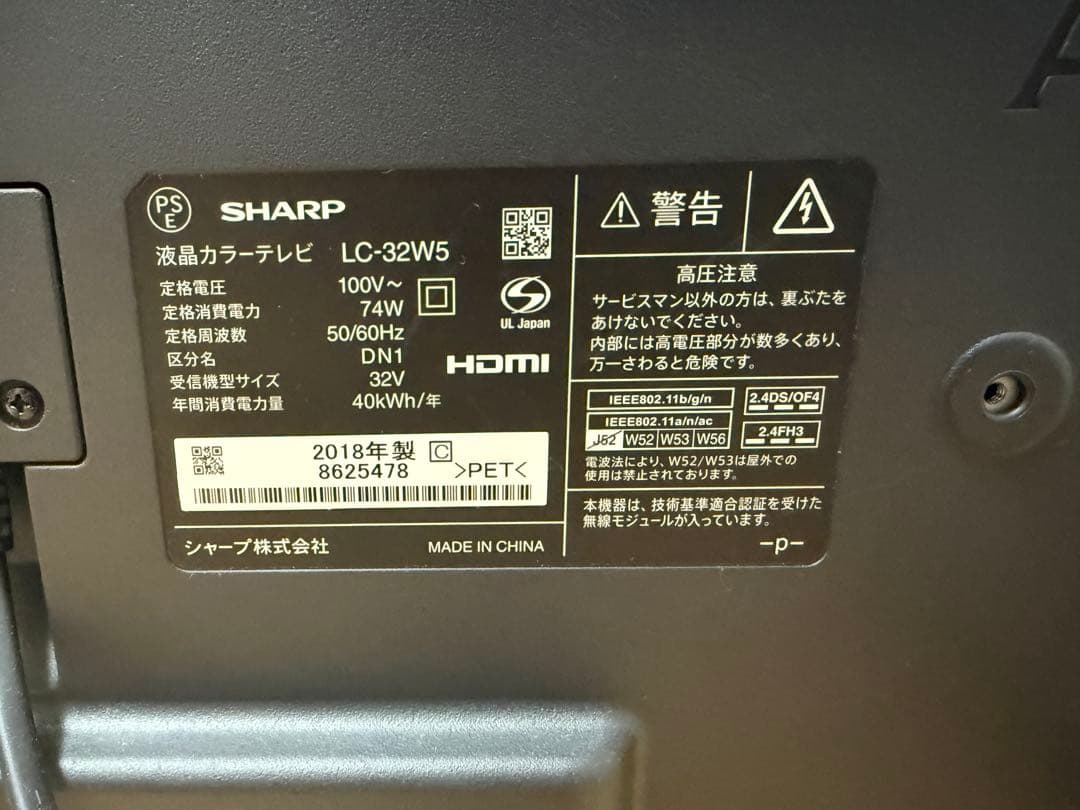 PS
E
SHARP
液晶カラーテレビ LC-32W5
定格電圧 100V～
定格消費電力 74W
定格周波数 50/60Hz
区分名 DN1
受信機型サイズ 32V
年間消費電力量 40kWh/年
UL Japan
HDMI
2018年製 C
8625478 >PET<
シャープ株式会社 MADE IN CHINA
警告
高圧注意
サービスマン以外の方は、裏ぶたを
あけないでください。
内部には高電圧部分が数多くあり、
万一さわると危険です。
IEEE802.11b/g/n
IEEE802.11a/n/ac
J52 W52 W53 W56
2.4DS/OF4
2.4FH3
電波法により、W52/W53は屋外での
使用は禁止されております。
本機器は、技術基準適合認証を受けた
無線モジュールが入っています。
-p-
A